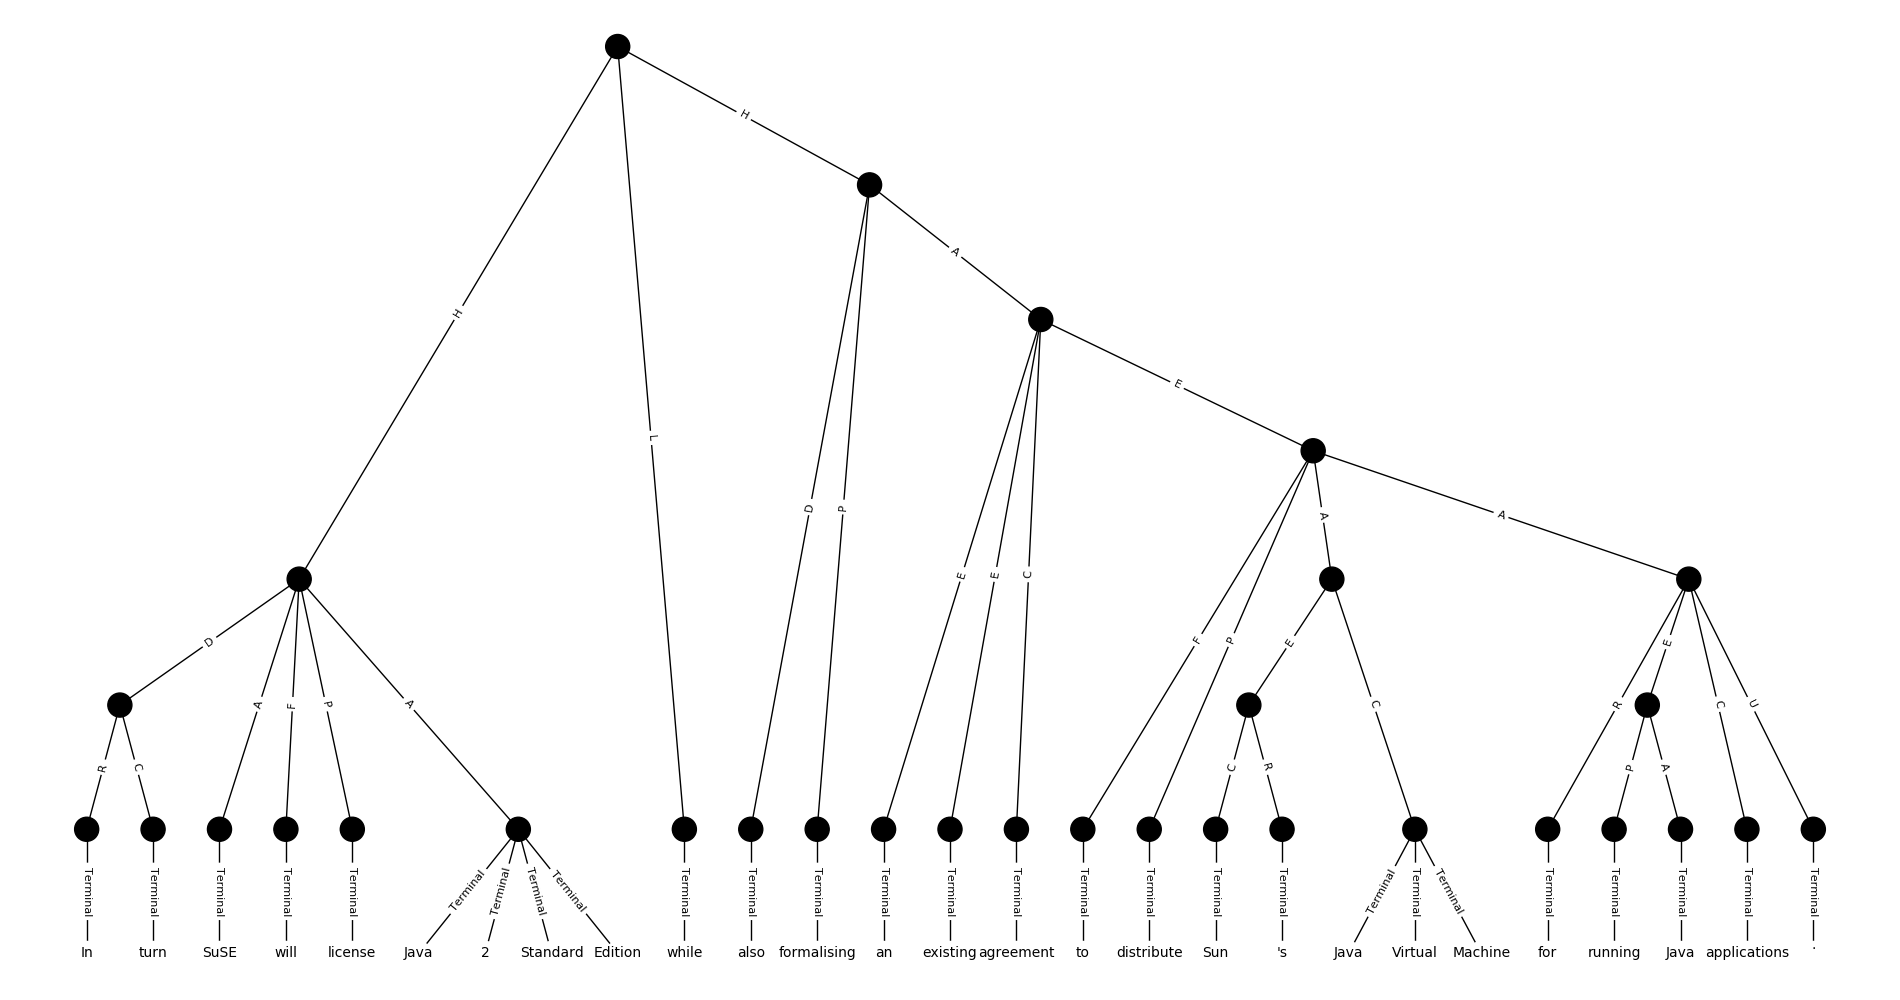 H
H
A
E
L
D
P
E
E
C
A
A
D
A
F
P
A
F
P
E
C
R
E
C
U
R
C
C
R
P
A
Terminal Terminal Terminal Terminal Terminal Terminal Terminal Terminal Terminal Terminal Terminal Terminal Terminal Terminal Terminal Terminal Terminal Terminal Terminal Terminal Terminal Terminal Terminal Terminal Terminal Terminal Terminal
In turn SuSE will license Java 2 Standard Edition while also formalising an existing agreement to distribute Sun 's Java Virtual Machine for running Java applications .